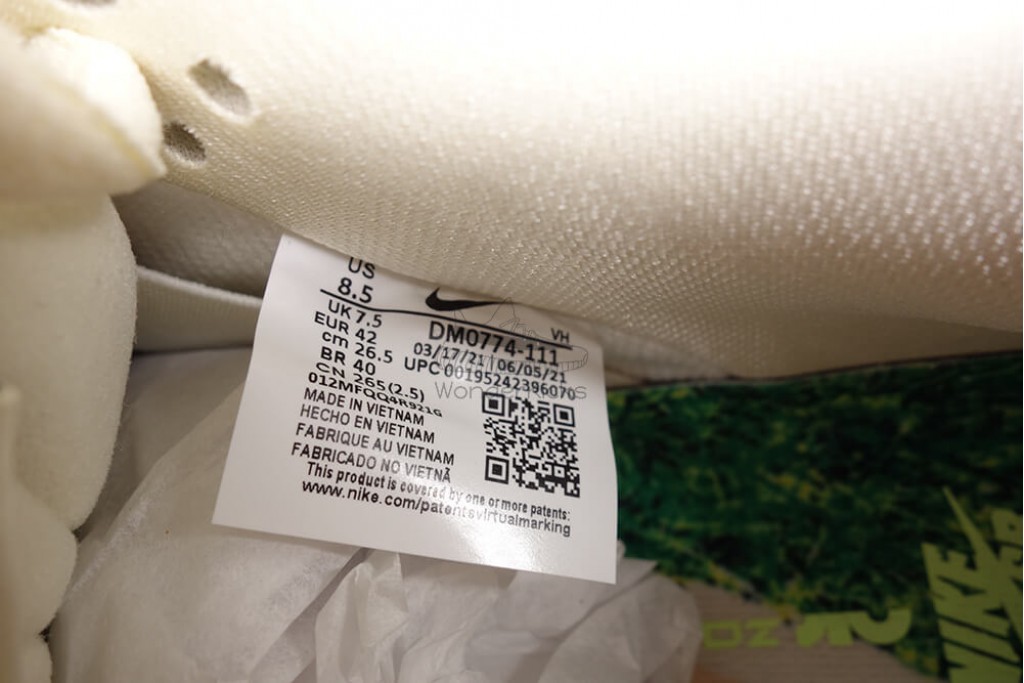 US
8.5
UK 7.5
EUR 42
cm 26.5
BR 40
CN 265(2.5)
VH
DM0774-111
03/17/21 06/05/21
UPC 00195242396070
012MFQQ4R921G
MADE IN VIETNAM
HECHO EN VIETNAM
FABRIQUE AU VIETNAM
FABRICADO NO VIETNÃ
This product is covered by one or more patents:
www.nike.com/patentsvirtualmarking
NIKE